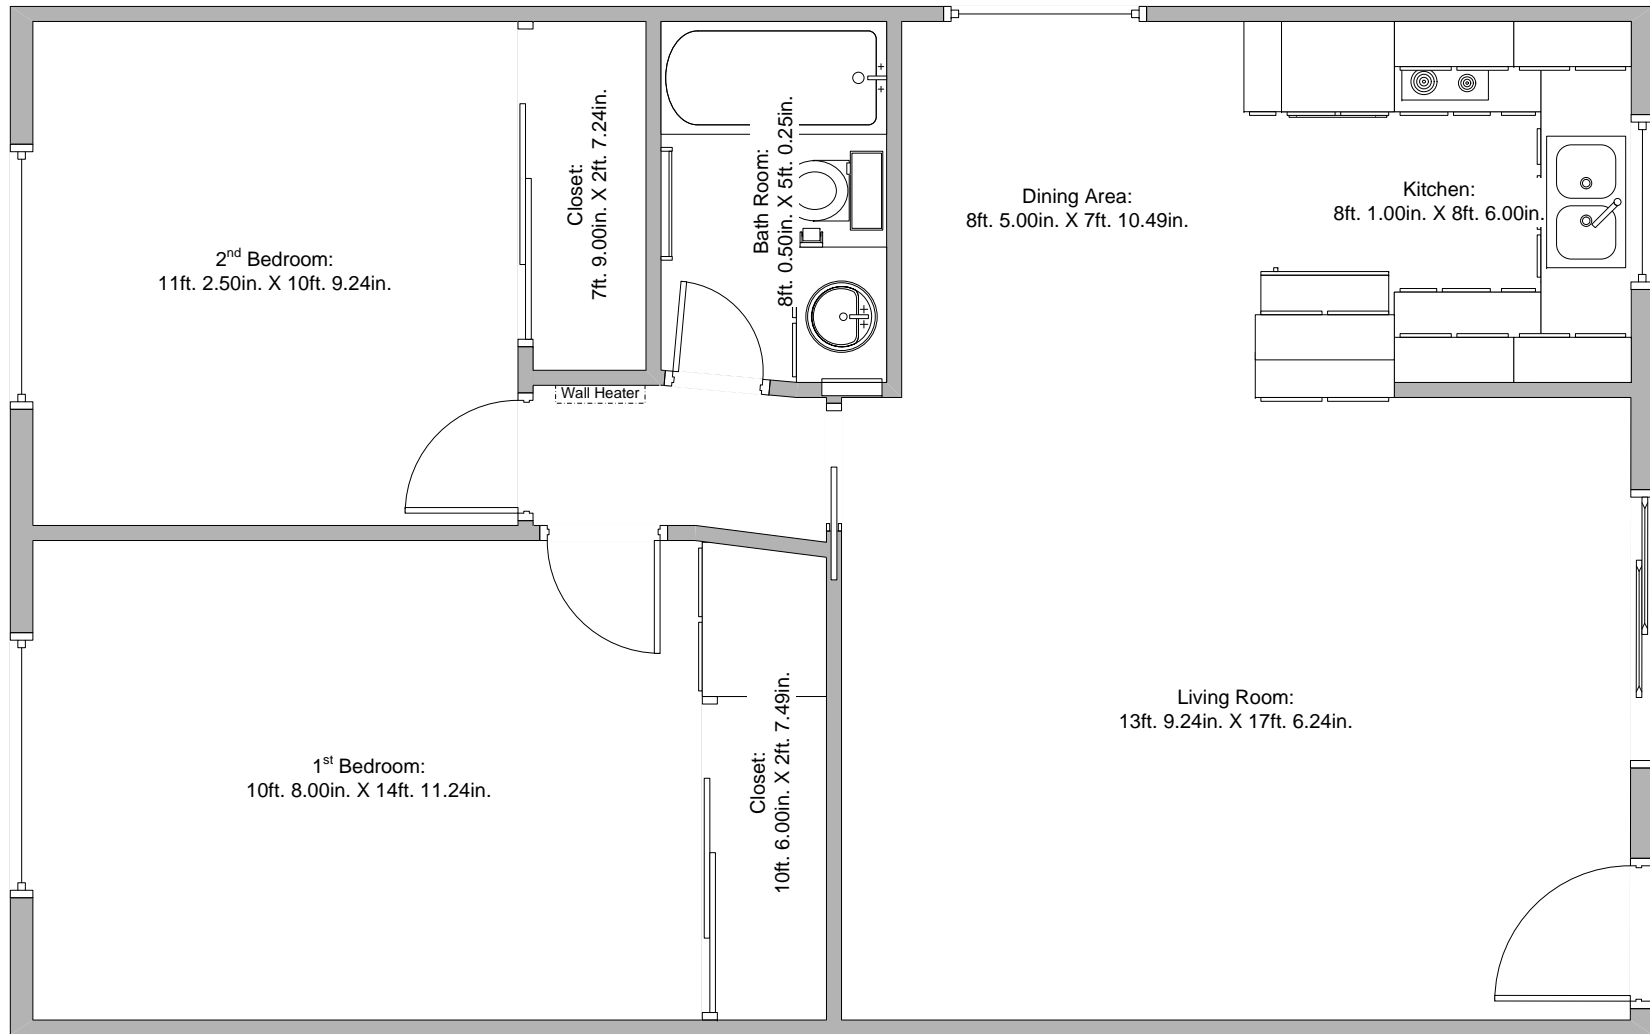 2nd Bedroom:
11ft. 2.50in. X 10ft. 9.24in.
Closet:
7ft. 9.00in. X 2ft. 7.24in.
Bath Room:
8ft. 0.50in. X 5ft. 0.25in.
Dining Area:
8ft. 5.00in. X 7ft. 10.49in.
Kitchen:
8ft. 1.00in. X 8ft. 6.00in.
Wall Heater
1st Bedroom:
10ft. 8.00in. X 14ft. 11.24in.
Closet:
10ft. 6.00in. X 2ft. 7.49in.
Living Room:
13ft. 9.24in. X 17ft. 6.24in.